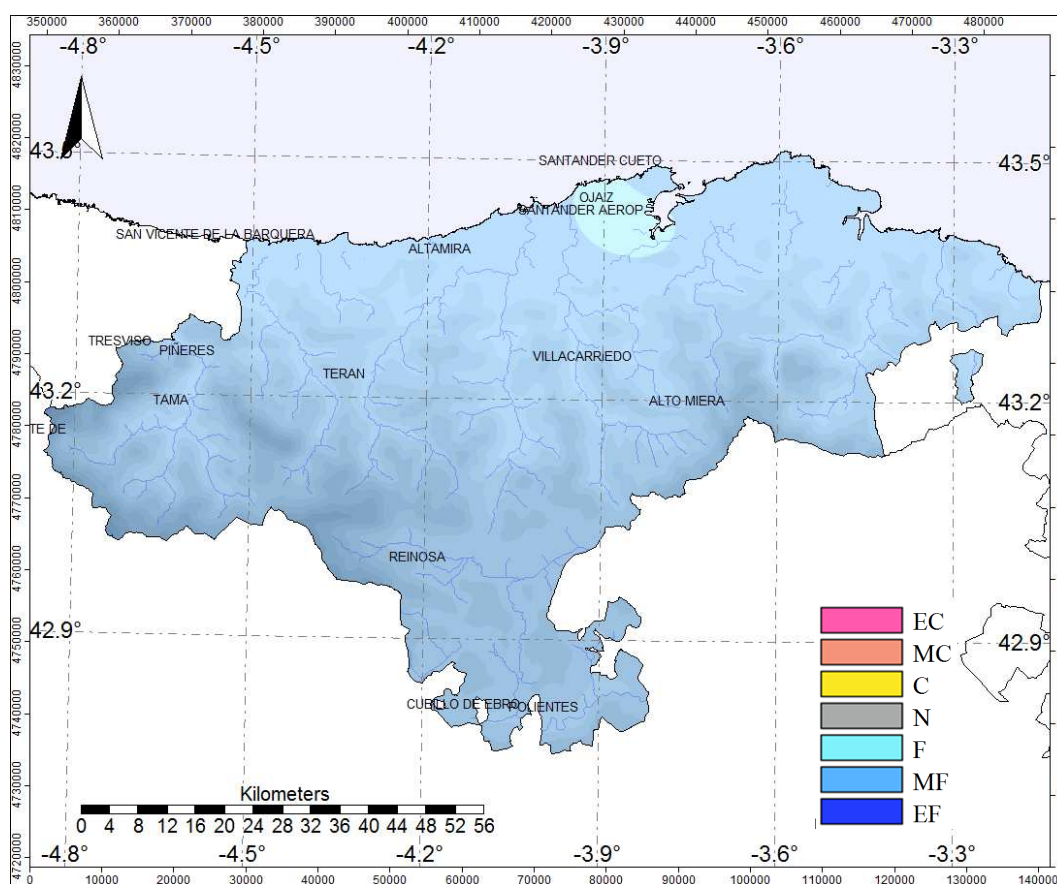 350000 360000 370000 380000 390000 400000 410000 420000 430000 440000 450000 460000 470000 480000
-4.8° -4.5° -4.2° -3.9° -3.6° -3.3°
4830000
4820000
43.5° 43.5°
SANTANDER CUETO
OJAIZ
4810000
SANTANDER AEROP
SAN VICENTE DE LA BARQUERA
ALTAMIRA
4800000
TRESVISO
PIÑERES
VILLACARRIEDO
4790000
TERAN
43.2° 43.2°
TAMA
ALTO MIERA
4780000
TE DE
4770000
REINOSA
4760000
EC
42.9° 42.9°
4750000
MC
C
CUBILLO DE EBRO
POLIENTES
4740000
N
F
4730000
MF
Kilometers
EF
0 4 8 12 16 20 24 28 32 36 40 44 48 52 56
4720000
-4.8° -4.5° -4.2° -3.9° -3.6° -3.3°
10000 20000 30000 40000 50000 60000 70000 80000 90000 100000 110000 120000 130000 140000